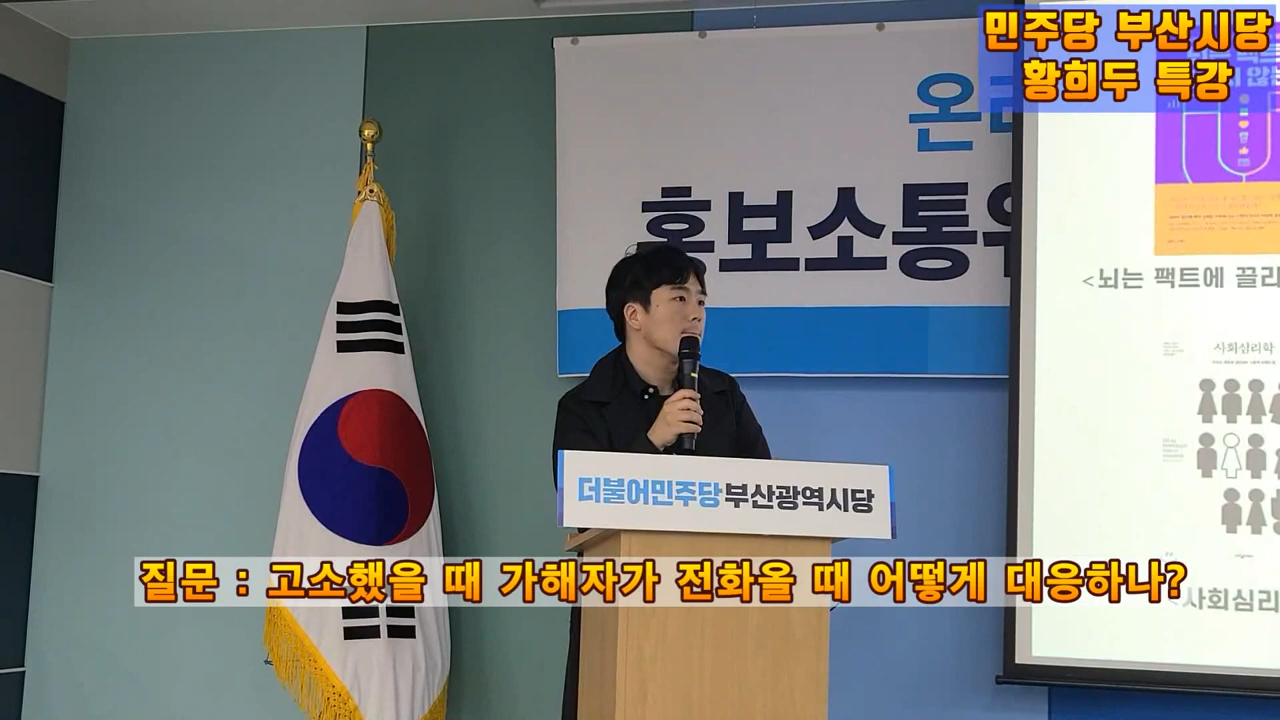 민주당 부산시당
황희두 특강
온
홍보소통위
<뇌는 팩트에 끌리
사회심리학
더불어민주당 부산광역시당
질문 : 고소했을 때 가해자가 전화올 때 어떻게 대응하나?
사회심리